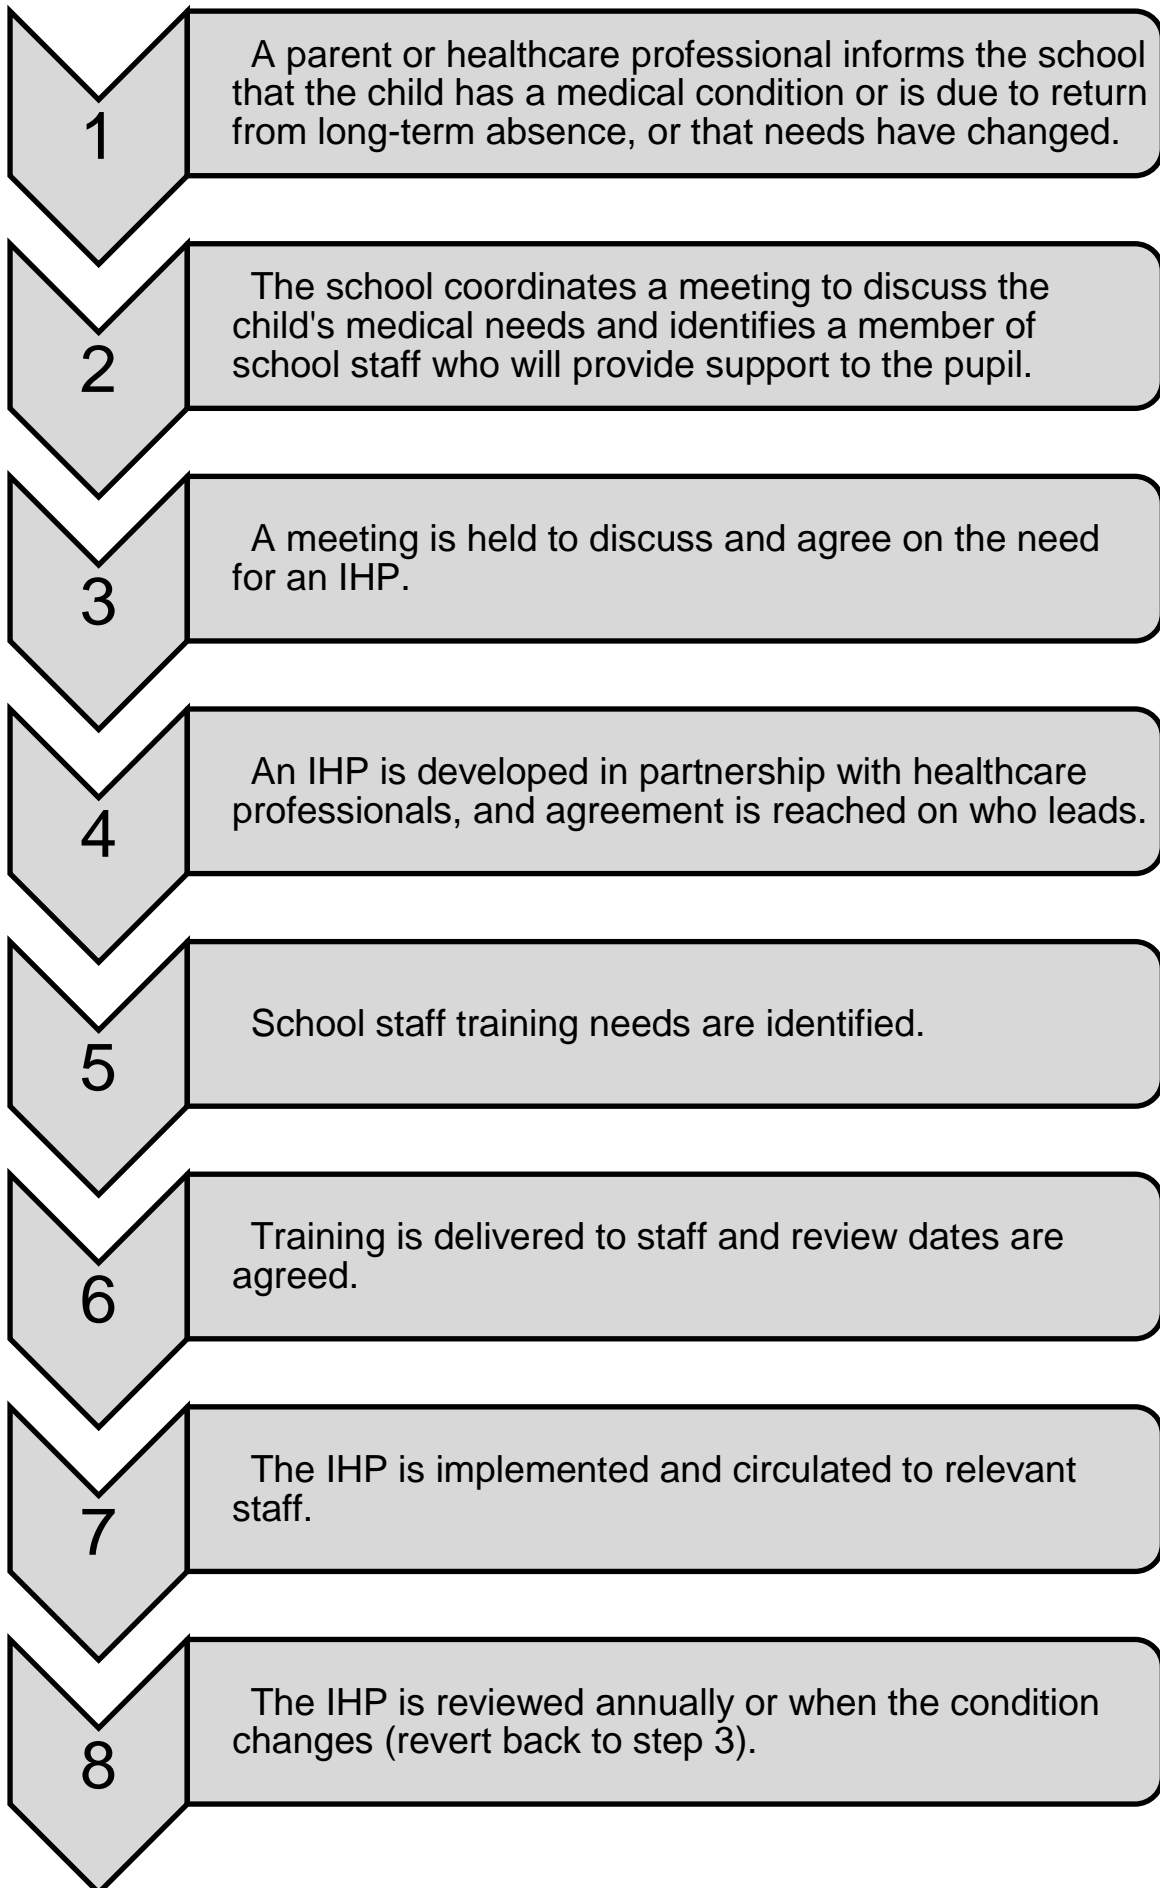 1
A parent or healthcare professional informs the school
that the child has a medical condition or is due to return
from long-term absence, or that needs have changed.
2
The school coordinates a meeting to discuss the
child's medical needs and identifies a member of
school staff who will provide support to the pupil.
3
A meeting is held to discuss and agree on the need
for an IHP.
4
An IHP is developed in partnership with healthcare
professionals, and agreement is reached on who leads.
5
School staff training needs are identified.
6
Training is delivered to staff and review dates are
agreed.
7
The IHP is implemented and circulated to relevant
staff.
8
The IHP is reviewed annually or when the condition
changes (revert back to step 3).